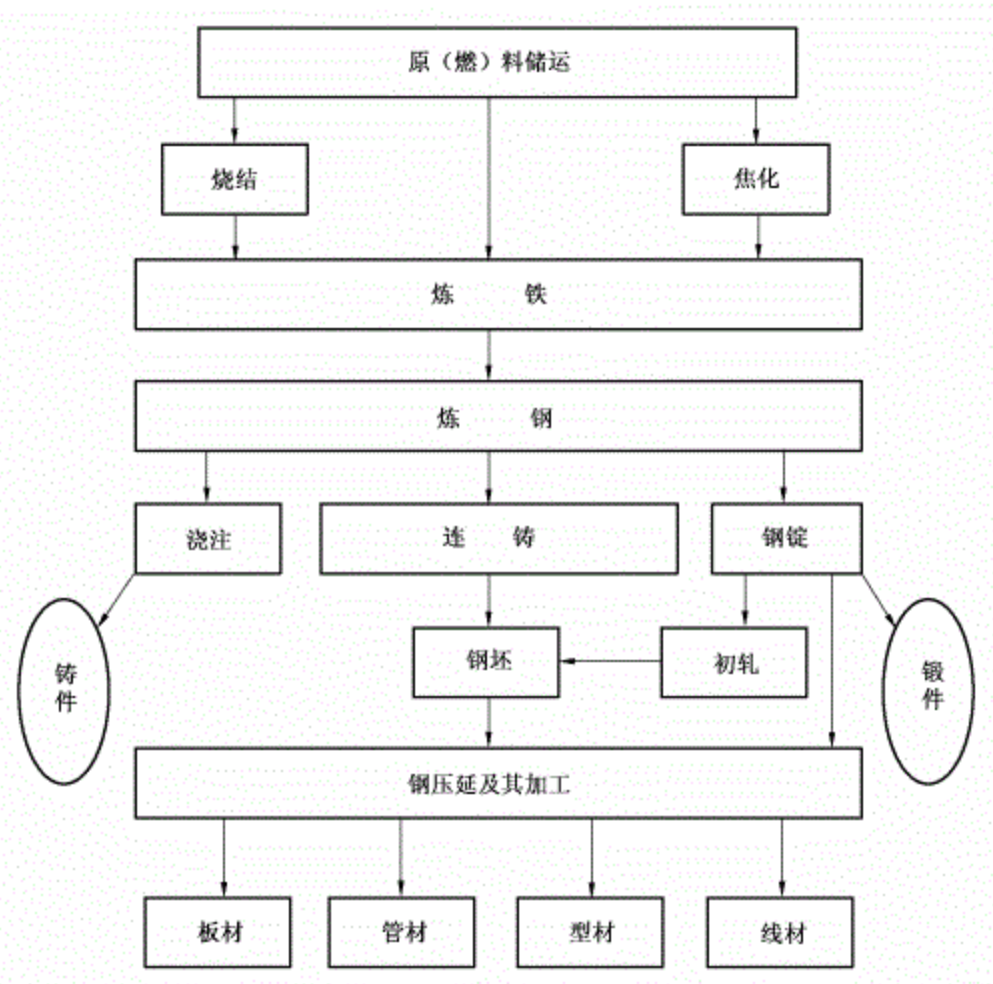 原（燃）料储运
烧结
焦化
炼 铁
炼 钢
浇注
连 铸
钢锭
铸件
钢坯
初轧
锻件
钢压延及其加工
板材
管材
型材
线材